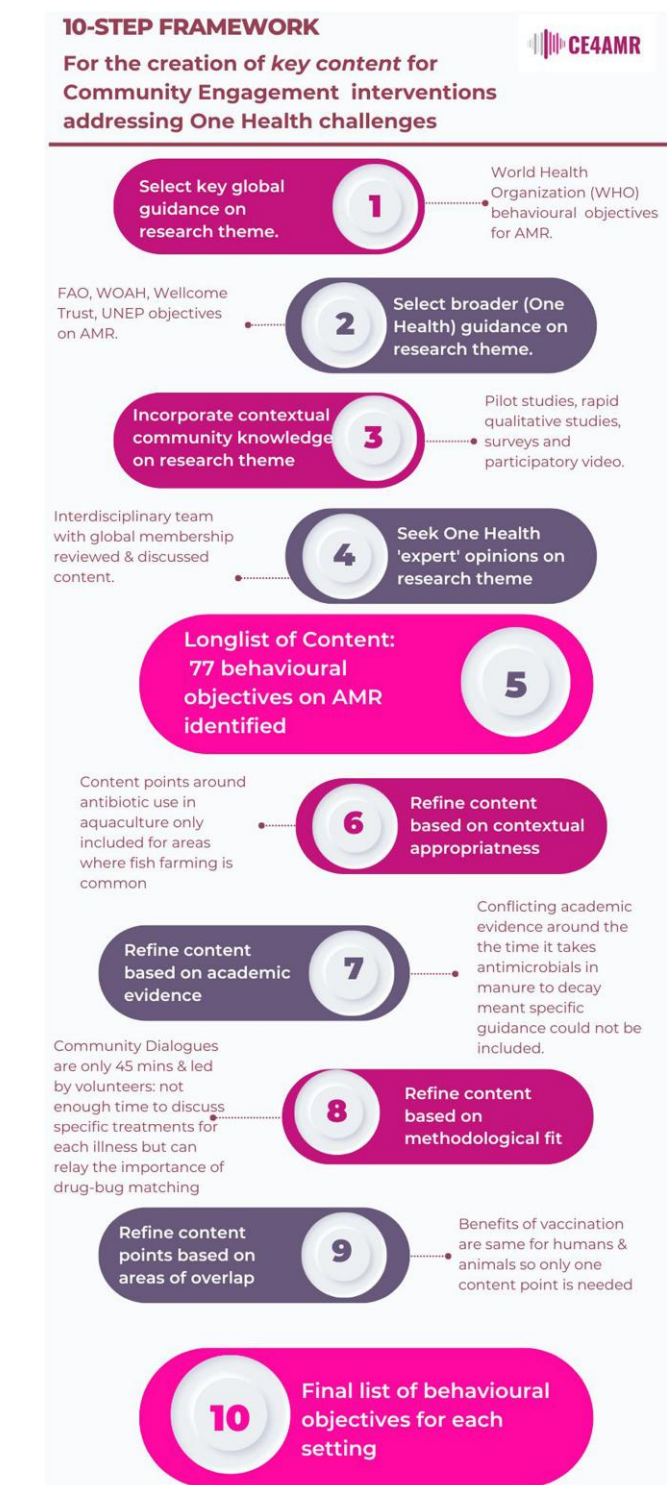 10-STEP FRAMEWORK
For the creation of key content for
Community Engagement interventions
addressing One Health challenges
CE4AMR
Select key global
guidance on
research theme.
1
World Health
Organization (WHO)
behavioural objectives
for AMR.
FAO, WOAH, Wellcome
Trust, UNEP objectives
on AMR.
2
Select broader (One
Health) guidance on
research theme.
Incorporate contextual
community knowledge
on research theme
3
Pilot studies, rapid
qualitative studies,
surveys and
participatory video.
Interdisciplinary team
with global membership
reviewed & discussed
content.
4
Seek One Health
'expert' opinions on
research theme
Longlist of Content:
77 behavioural
objectives on AMR
identified
5
Content points around
antibiotic use in
aquaculture only
included for areas
where fish farming is
common
6
Refine content
based on contextual
appropriatness
Refine content
based on academic
evidence
7
Conflicting academic
evidence around the
the time it takes
antimicrobials in
manure to decay
meant specific
guidance could not be
included.
Community Dialogues
are only 45 mins & led
by volunteers: not
enough time to discuss
specific treatments for
each illness but can
relay the importance of
drug-bug matching
8
Refine content
based on
methodological fit
Refine content
points based on
areas of overlap
9
Benefits of vaccination
are same for humans &
animals so only one
content point is needed
10
Final list of behavioural
objectives for each
setting